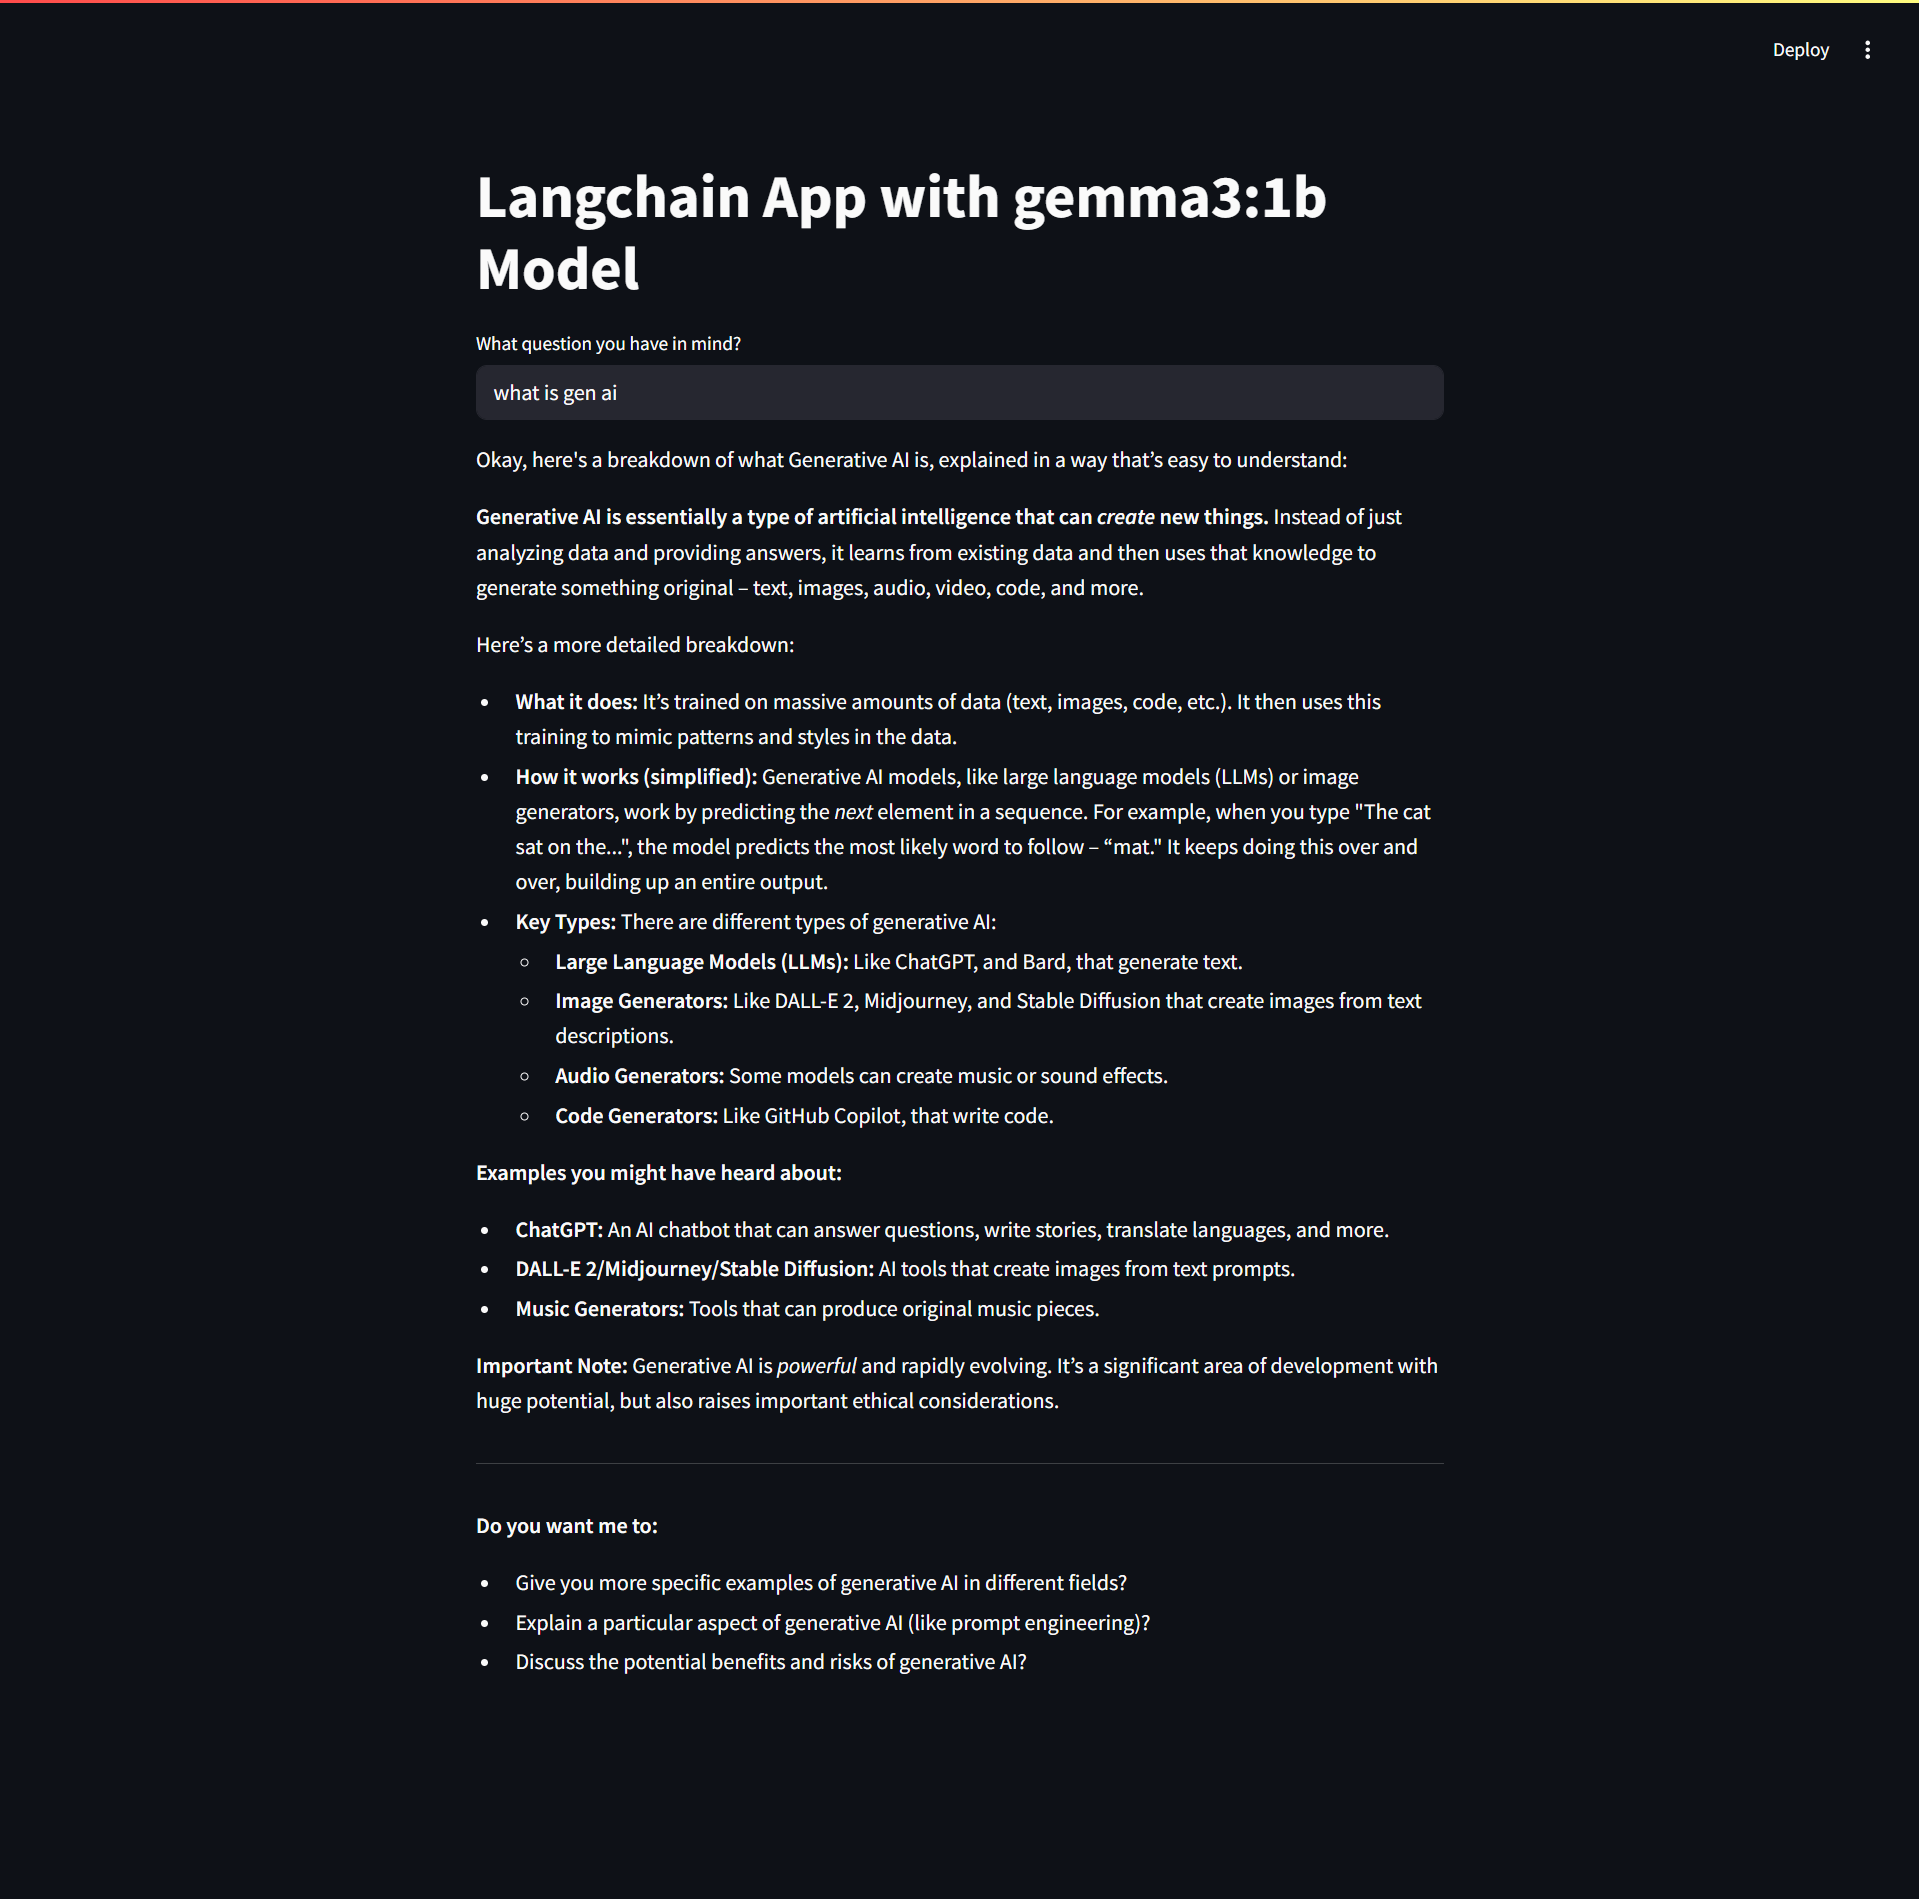 Deploy
Langchain App with gemma3:1b
Model
What question you have in mind?
what is gen ai
Okay, here's a breakdown of what Generative AI is, explained in a way that’s easy to understand:
Generative AI is essentially a type of artificial intelligence that can create new things. Instead of just
analyzing data and providing answers, it learns from existing data and then uses that knowledge to
generate something original – text, images, audio, video, code, and more.
Here’s a more detailed breakdown:
• What it does: It’s trained on massive amounts of data (text, images, code, etc.). It then uses this
training to mimic patterns and styles in the data.
• How it works (simplified): Generative AI models, like large language models (LLMs) or image
generators, work by predicting the next element in a sequence. For example, when you type "The cat
sat on the...", the model predicts the most likely word to follow – “mat." It keeps doing this over and
over, building up an entire output.
• Key Types: There are different types of generative AI:
◦ Large Language Models (LLMs): Like ChatGPT, and Bard, that generate text.
◦ Image Generators: Like DALL-E 2, Midjourney, and Stable Diffusion that create images from text
descriptions.
◦ Audio Generators: Some models can create music or sound effects.
◦ Code Generators: Like GitHub Copilot, that write code.
Examples you might have heard about:
• ChatGPT: An AI chatbot that can answer questions, write stories, translate languages, and more.
• DALL-E 2/Midjourney/Stable Diffusion: AI tools that create images from text prompts.
• Music Generators: Tools that can produce original music pieces.
Important Note: Generative AI is powerful and rapidly evolving. It’s a significant area of development with
huge potential, but also raises important ethical considerations.
Do you want me to:
• Give you more specific examples of generative AI in different fields?
• Explain a particular aspect of generative AI (like prompt engineering)?
• Discuss the potential benefits and risks of generative AI?